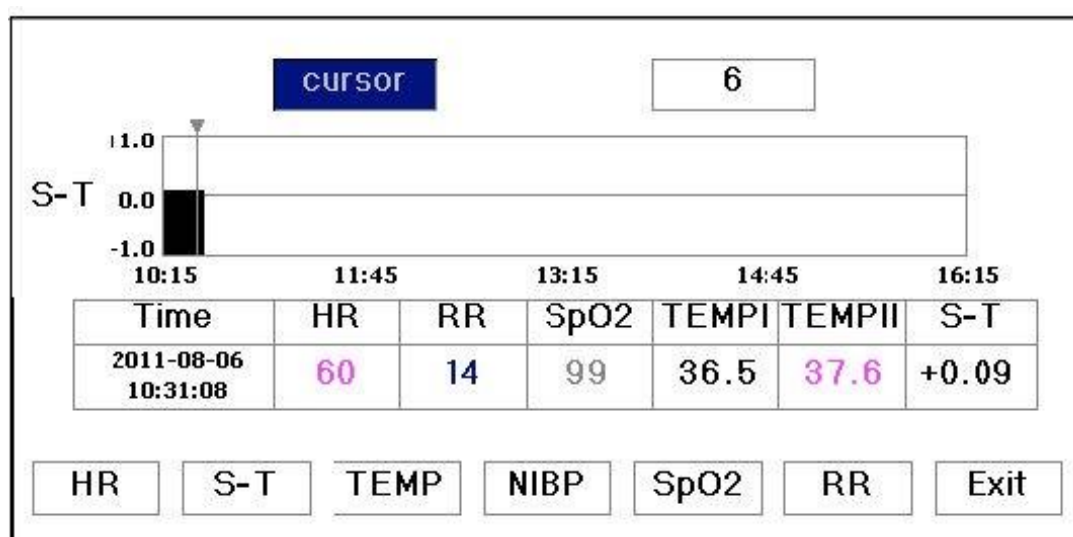 cursor 6
11.0
S-T 0.0
-1.0
10:15 11:45 13:15 14:45 16:15
Time HR RR SpO2 TEMPI TEMPII S-T
2011-08-06
10:31:08 60 14 99 36.5 37.6 +0.09
HR S-T TEMP NIBP SpO2 RR Exit